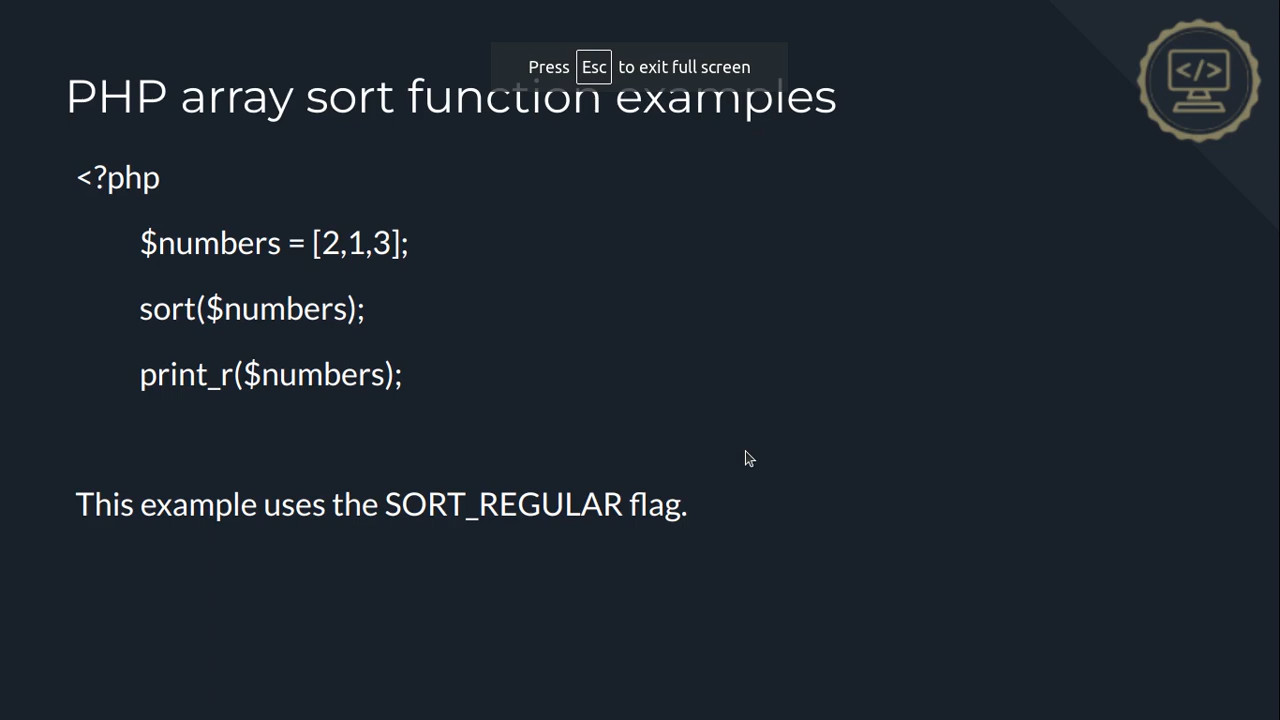 Press Esc to exit full screen
PHP array sort function examples
<?php
$numbers = [2,1,3];
sort($numbers);
print_r($numbers);
This example uses the SORT_REGULAR flag.
</>